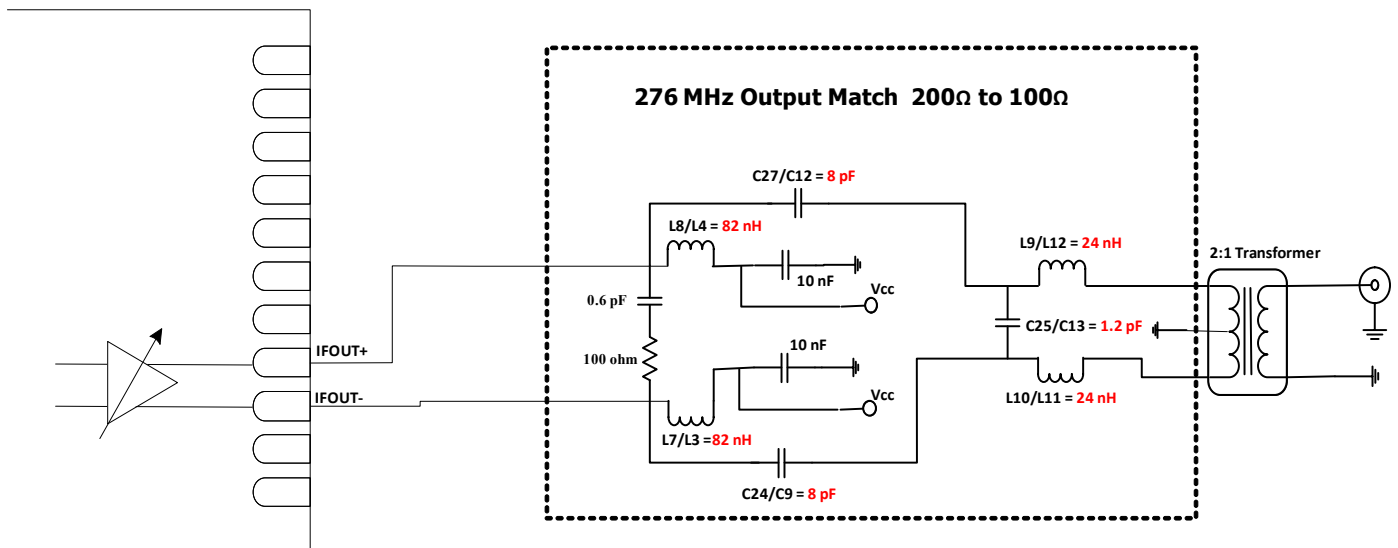 276 MHz Output Match 200Ω to 100Ω
C27/C12 = 8 pF
L8/L4 = 82 nH
L9/L12 = 24 nH
2:1 Transformer
10 nF
Vcc
0.6 pF
C25/C13 = 1.2 pF
100 ohm
10 nF
IFOUT+
Vcc
IFOUT-
L10/L11 = 24 nH
L7/L3 =82 nH
C24/C9 = 8 pF